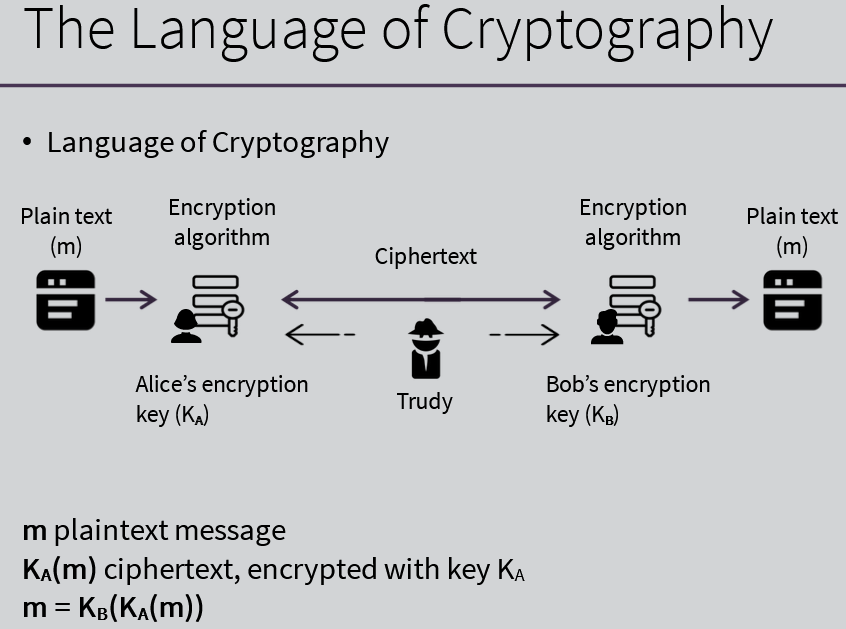 The Language of Cryptography
• Language of Cryptography
Plain text
(m)
Encryption
algorithm
Ciphertext
Encryption
algorithm
Plain text
(m)
Alice’s encryption
key (K_A)
Trudy
Bob’s encryption
key (K_B)
m plaintext message
K_A(m) ciphertext, encrypted with key K_A
m = K_B(K_A(m))